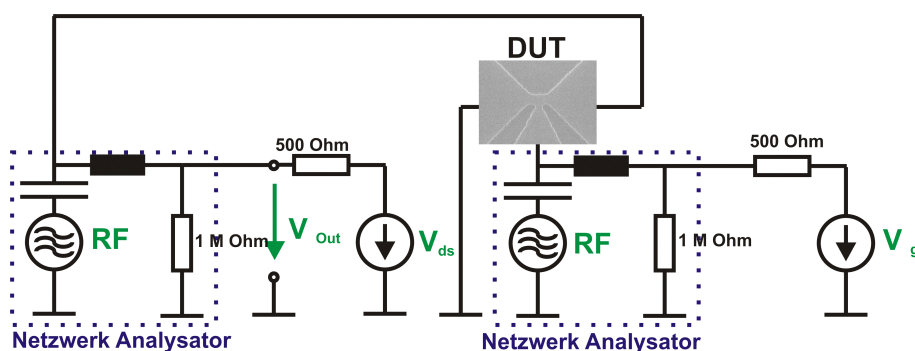 DUT
500 Ohm
500 Ohm
RF
1 M Ohm
V Out
V ds
RF
1 M Ohm
V g
Netzwerk Analysator
Netzwerk Analysator